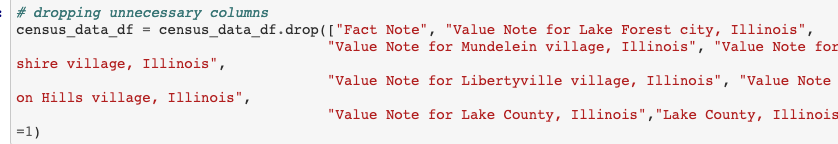 # dropping unnecessary columns
census_data_df = census_data_df.drop(["Fact Note", "Value Note for Lake Forest city, Illinois",
"Value Note for Mundelein village, Illinois", "Value Note for
shire village, Illinois",
"Value Note for Libertyville village, Illinois", "Value Note
on Hills village, Illinois",
"Value Note for Lake County, Illinois","Lake County, Illinois
=1)